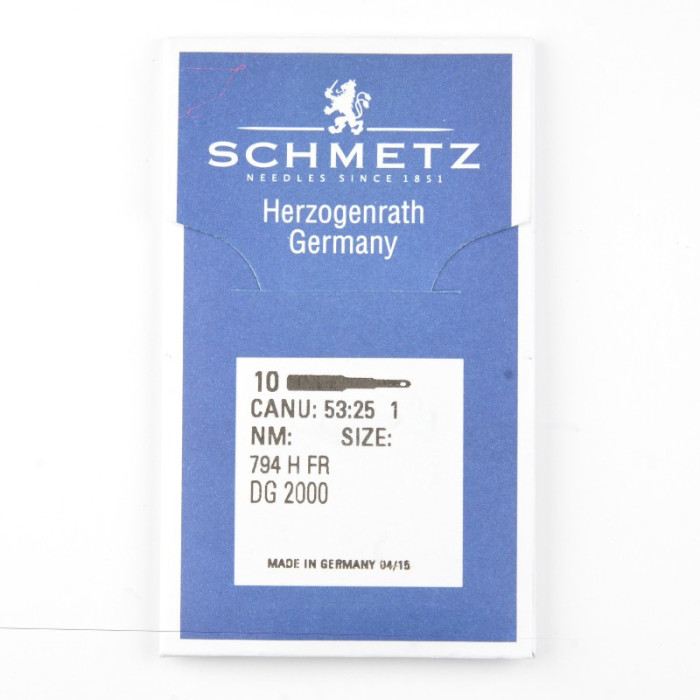 SCHMETZ
NEEDLES SINCE 1851
Herzogenrath
Germany
10
CANU: 53:25 1
NM: SIZE:
794 H FR
DG 2000
MADE IN GERMANY 04/15